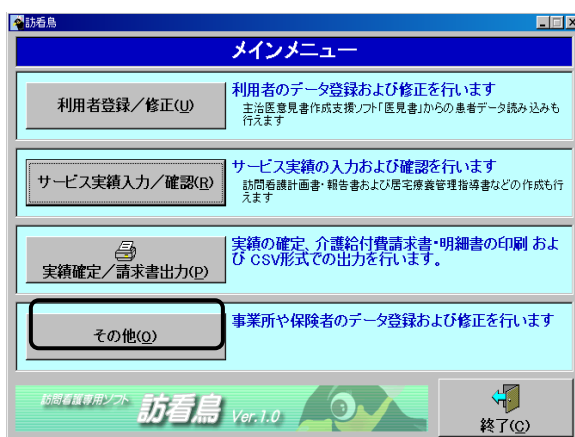 訪看鳥
メインメニュー
利用者登録／修正(U)
利用者のデータ登録および修正を行います
主治医意見書作成支援ソフト｢医見書｣からの患者データ読み込みも
行えます
サービス実績入力／確認(R)
サービス実績の入力および確認を行います
訪問看護計画書･報告書および居宅療養管理指導書などの作成も行
えます
実績確定／請求書出力(P)
実績の確定、介護給付費請求書･明細書の印刷 およ
び CSV形式での出力を行います。
その他(O)
事業所や保険者のデータ登録および修正を行います
訪問看護専用ソフト 訪看鳥 Ver.1.0
終了(C)